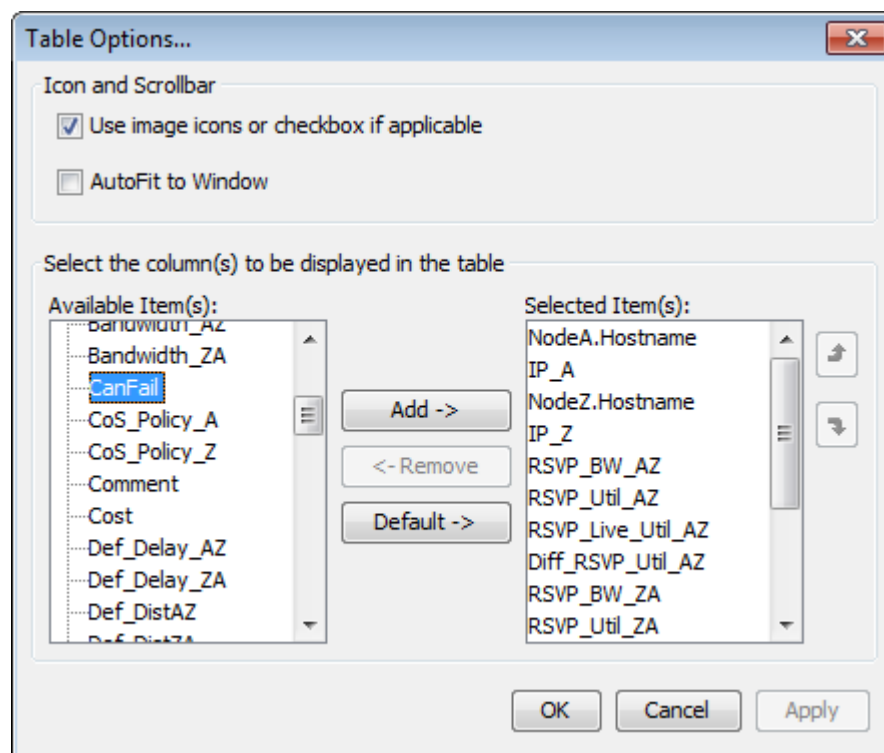 Table Options...
Icon and Scrollbar
Use image icons or checkbox if applicable
AutoFit to Window
Select the column(s) to be displayed in the table
Available Item(s):
Bandwidth_AZ
Bandwidth_ZA
CanFail
CoS_Policy_A
CoS_Policy_Z
Comment
Cost
Def_Delay_AZ
Def_Delay_ZA
Def_DistAZ
Def_DistZA
Add ->
<- Remove
Default ->
Selected Item(s):
NodeA.Hostname
IP_A
NodeZ.Hostname
IP_Z
RSVP_BW_AZ
RSVP_Util_AZ
RSVP_Live_Util_AZ
Diff_RSVP_Util_AZ
RSVP_BW_ZA
RSVP_Util_ZA
OK
Cancel
Apply